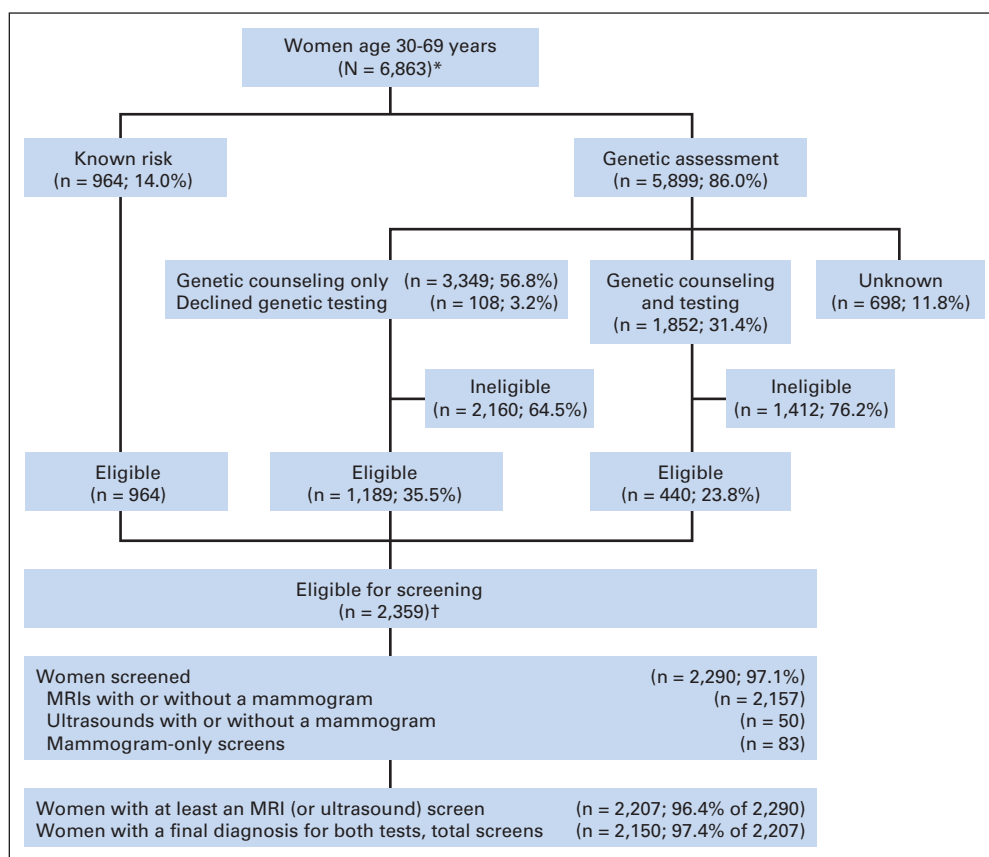 Women age 30-69 years
(N = 6,863)*
Known risk
(n = 964; 14.0%)
Genetic assessment
(n = 5,899; 86.0%)
Genetic counseling only (n = 3,349; 56.8%)
Declined genetic testing (n = 108; 3.2%)
Genetic counseling
and testing
(n = 1,852; 31.4%)
Unknown
(n = 698; 11.8%)
Ineligible
(n = 2,160; 64.5%)
Ineligible
(n = 1,412; 76.2%)
Eligible
(n = 964)
Eligible
(n = 1,189; 35.5%)
Eligible
(n = 440; 23.8%)
Eligible for screening
(n = 2,359)†
Women screened (n = 2,290; 97.1%)
MRIs with or without a mammogram (n = 2,157)
Ultrasounds with or without a mammogram (n = 50)
Mammogram-only screens (n = 83)
Women with at least an MRI (or ultrasound) screen (n = 2,207; 96.4% of 2,290)
Women with a final diagnosis for both tests, total screens (n = 2,150; 97.4% of 2,207)